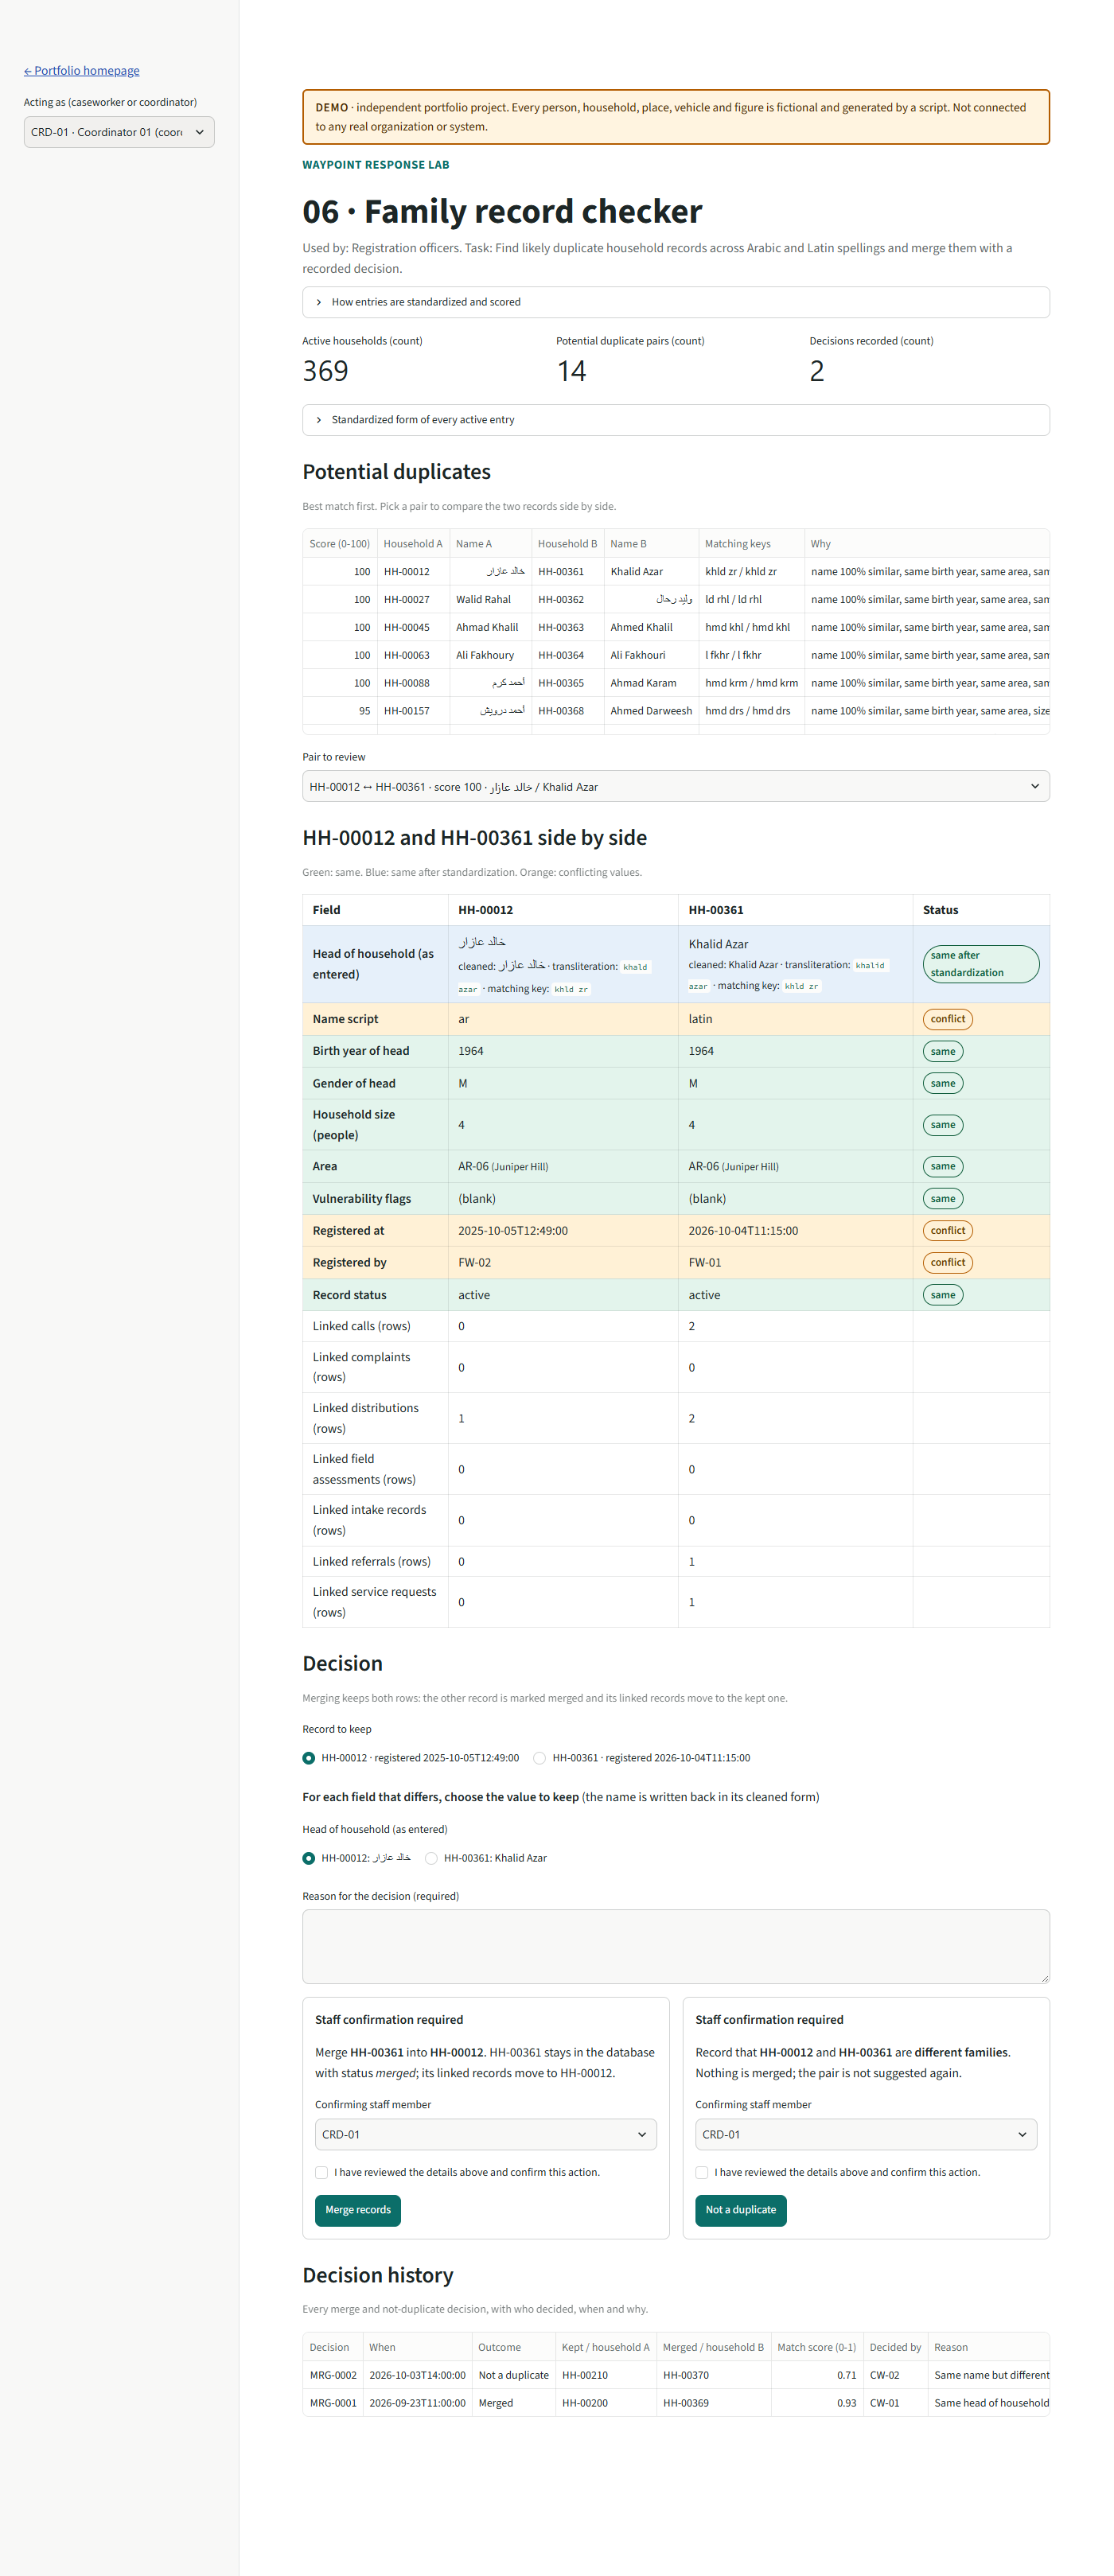 ← Portfolio homepage
Acting as (caseworker or coordinator)
CRD-01 · Coordinator 01 (coor
DEMO · independent portfolio project. Every person, household, place, vehicle and figure is fictional and generated by a script. Not connected
to any real organization or system.
WAYPOINT RESPONSE LAB
06 · Family record checker
Used by: Registration officers. Task: Find likely duplicate household records across Arabic and Latin spellings and merge them with a
recorded decision.
How entries are standardized and scored
Active households (count) Potential duplicate pairs (count) Decisions recorded (count)
369 14 2
Standardized form of every active entry
Potential duplicates
Best match first. Pick a pair to compare the two records side by side.
Score (0-100) Household A Name A Household B Name B Matching keys Why
100 HH-00012 خالد عازار HH-00361 Khalid Azar khld zr / khld zr name 100% similar, same birth year, same area, sam
100 HH-00027 Walid Rahal HH-00362 وليد رحال ld rhl / ld rhl name 100% similar, same birth year, same area, sam
100 HH-00045 Ahmad Khalil HH-00363 Ahmed Khalil hmd khl / hmd khl name 100% similar, same birth year, same area, sam
100 HH-00063 Ali Fakhoury HH-00364 Ali Fakhouri l fkhr / l fkhr name 100% similar, same birth year, same area, sam
100 HH-00088 أحمد كرم HH-00365 Ahmad Karam hmd krm / hmd krm name 100% similar, same birth year, same area, sam
95 HH-00157 أحمد درويش HH-00368 Ahmed Darweesh hmd drs / hmd drs name 100% similar, same birth year, same area, size
Pair to review
HH-00012 ↔ HH-00361 · score 100 · خالد عازار / Khalid Azar
HH-00012 and HH-00361 side by side
Green: same. Blue: same after standardization. Orange: conflicting values.
Field HH-00012 HH-00361 Status
Head of household (as
entered)
خالد عازار
cleaned: خالد عازار · transliteration: khald
azar · matching key: khld zr
Khalid Azar
cleaned: Khalid Azar · transliteration: khalid
azar · matching key: khld zr
same after
standardization
Name script ar latin conflict
Birth year of head 1964 1964 same
Gender of head M M same
Household size
(people)
4 4 same
Area AR-06 (Juniper Hill) AR-06 (Juniper Hill) same
Vulnerability flags (blank) (blank) same
Registered at 2025-10-05T12:49:00 2026-10-04T11:15:00 conflict
Registered by FW-02 FW-01 conflict
Record status active active same
Linked calls (rows) 0 2
Linked complaints
(rows)
0 0
Linked distributions
(rows)
1 2
Linked field
assessments (rows)
0 0
Linked intake records
(rows)
0 0
Linked referrals (rows) 0 1
Linked service requests
(rows)
0 1
Decision
Merging keeps both rows: the other record is marked merged and its linked records move to the kept one.
Record to keep
HH-00012 · registered 2025-10-05T12:49:00 HH-00361 · registered 2026-10-04T11:15:00
For each field that differs, choose the value to keep (the name is written back in its cleaned form)
Head of household (as entered)
HH-00012: خالد عازار HH-00361: Khalid Azar
Reason for the decision (required)
Staff confirmation required
Merge HH-00361 into HH-00012. HH-00361 stays in the database
with status merged; its linked records move to HH-00012.
Confirming staff member
CRD-01
I have reviewed the details above and confirm this action.
Merge records
Staff confirmation required
Record that HH-00012 and HH-00361 are different families.
Nothing is merged; the pair is not suggested again.
Confirming staff member
CRD-01
I have reviewed the details above and confirm this action.
Not a duplicate
Decision history
Every merge and not-duplicate decision, with who decided, when and why.
Decision When Outcome Kept / household A Merged / household B Match score (0-1) Decided by Reason
MRG-0002 2026-10-03T14:00:00 Not a duplicate HH-00210 HH-00370 0.71 CW-02 Same name but different
MRG-0001 2026-09-23T11:00:00 Merged HH-00200 HH-00369 0.93 CW-01 Same head of household